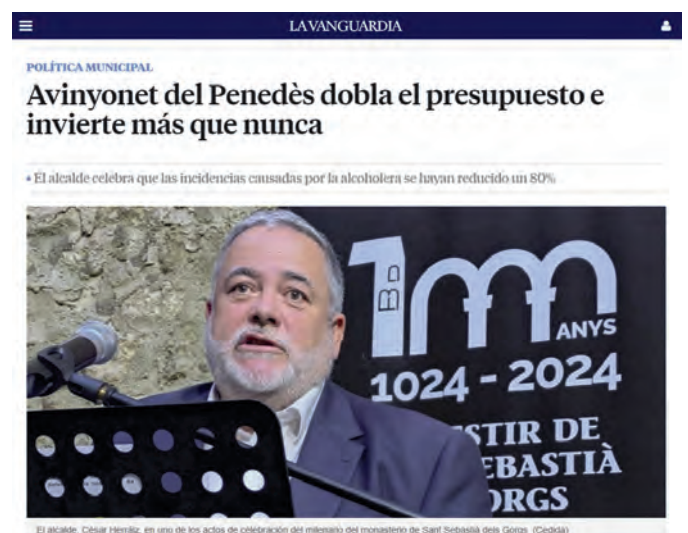 LAVANGUARDIA
POLÍTICA MUNICIPAL
Avinyonet del Penedès dobla el presupuesto e
invierte más que nunca
• El alcalde celebra que las incidencias causadas por la alcoholera se hayan reducido un 80%
1000
ANYS
1024 - 2024
STIR DE
EBASTIÀ
ORGS
El alcalde, César Herráiz, en uno de los actos de celebración del milenario del monasterio de Sant Sebastià dels Gorgs (Cedida)